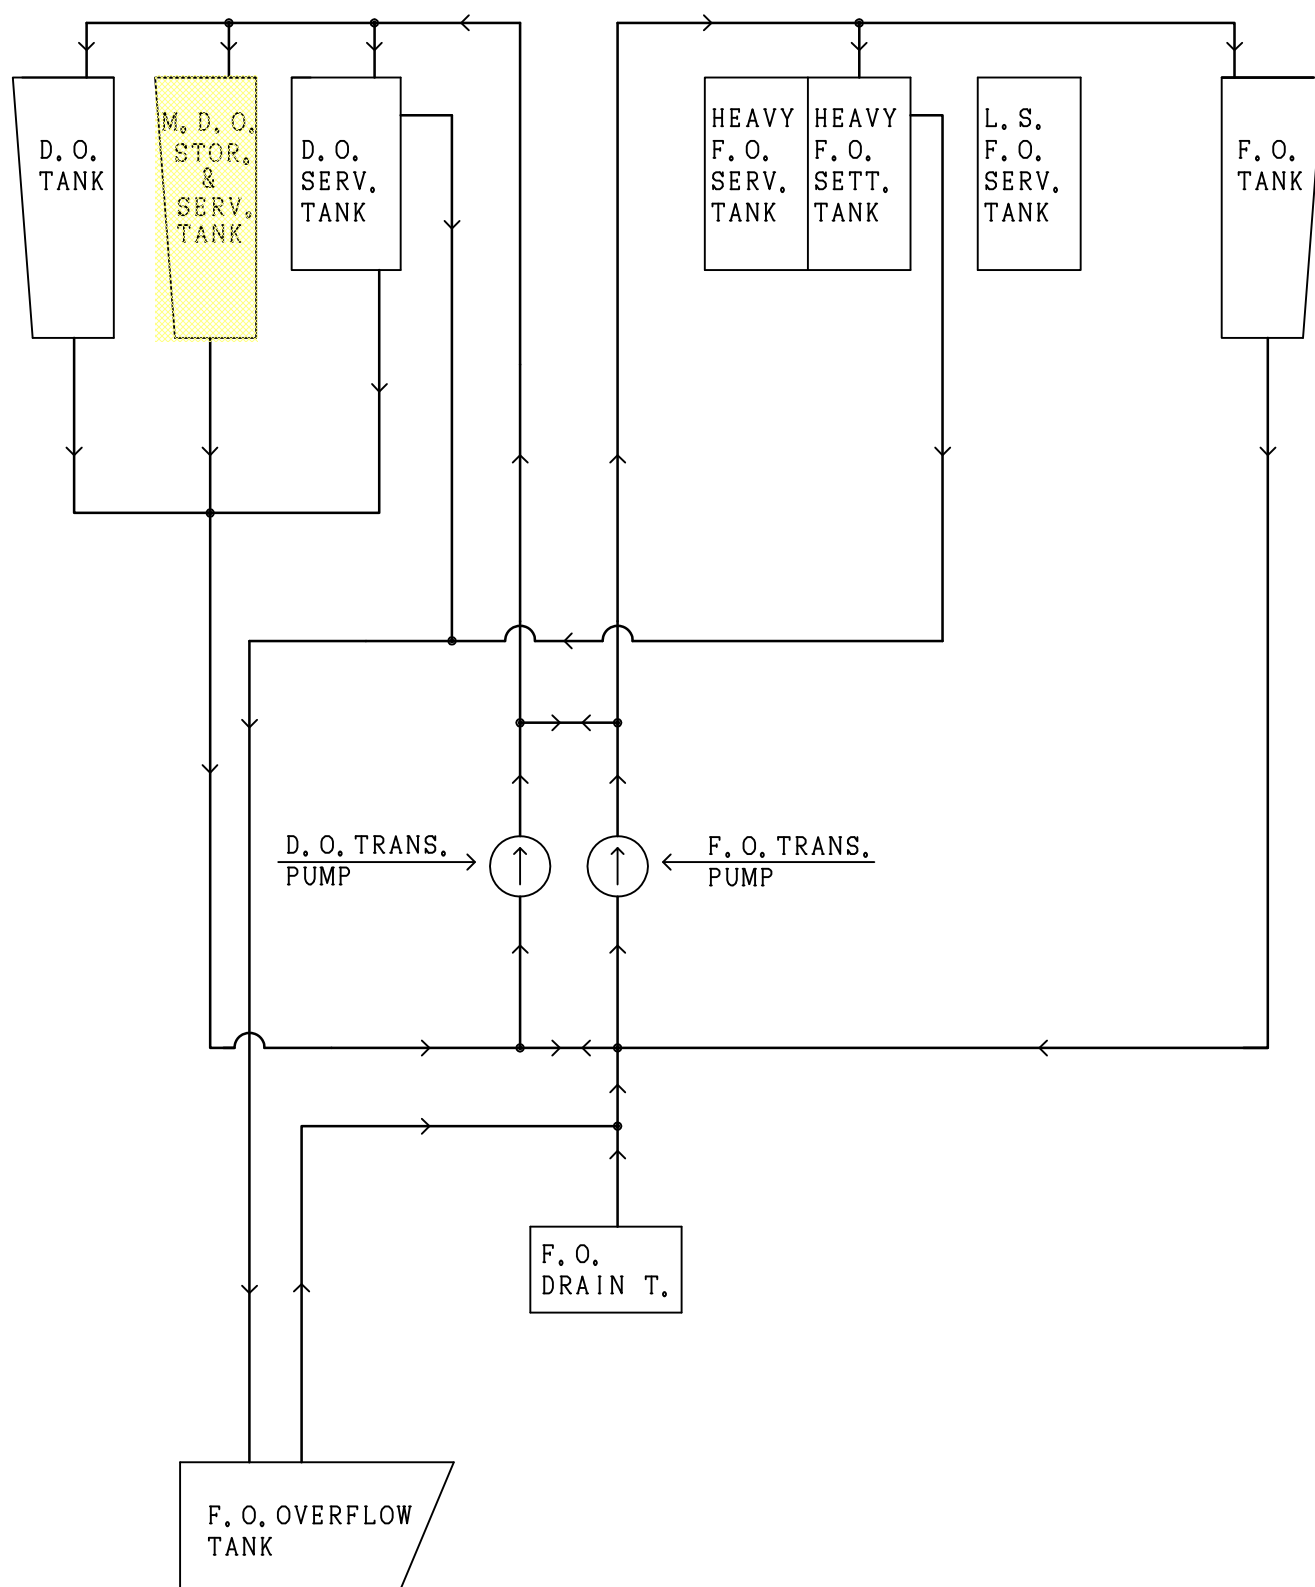 D. O.
TANK
M. D. O.
STOR.
&
SERV.
TANK
D. O.
SERV.
TANK
HEAVY
F. O.
SERV.
TANK
HEAVY
F. O.
SETT.
TANK
L. S.
F. O.
SERV.
TANK
F. O.
TANK
D. O. TRANS.
PUMP
F. O. TRANS.
PUMP
F. O.
DRAIN T.
F. O. OVERFLOW
TANK